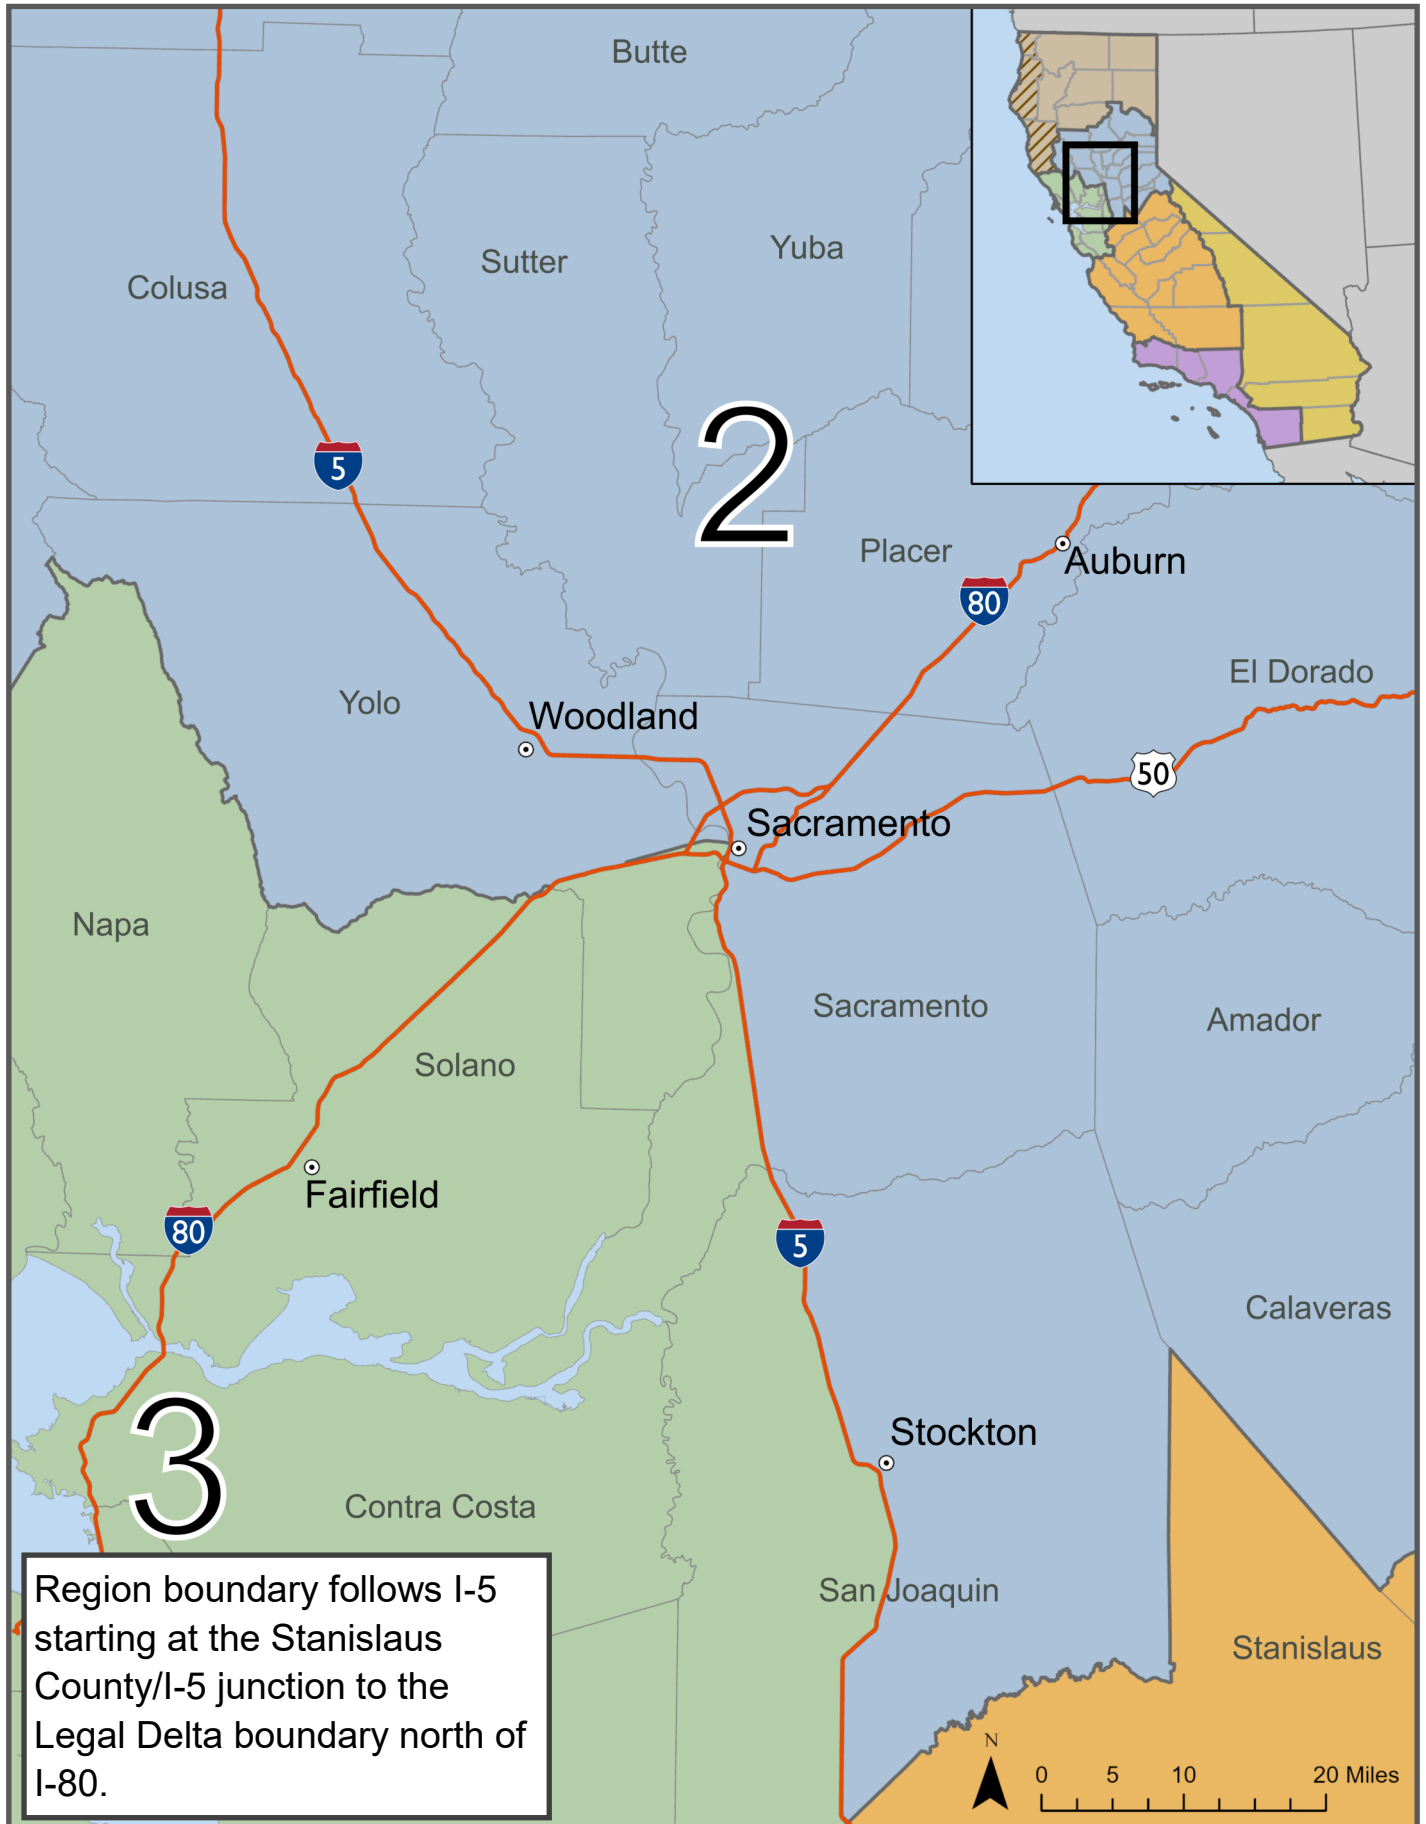 Butte
Sutter
Yuba
Colusa
5
2
Placer
Auburn
80
El Dorado
Yolo
Woodland
50
Sacramento
Napa
Sacramento
Amador
Solano
Fairfield
80
5
Calaveras
3
Stockton
Contra Costa
San Joaquin
Stanislaus
Region boundary follows I-5
starting at the Stanislaus
County/I-5 junction to the
Legal Delta boundary north of
I-80.
N
0 5 10 20 Miles